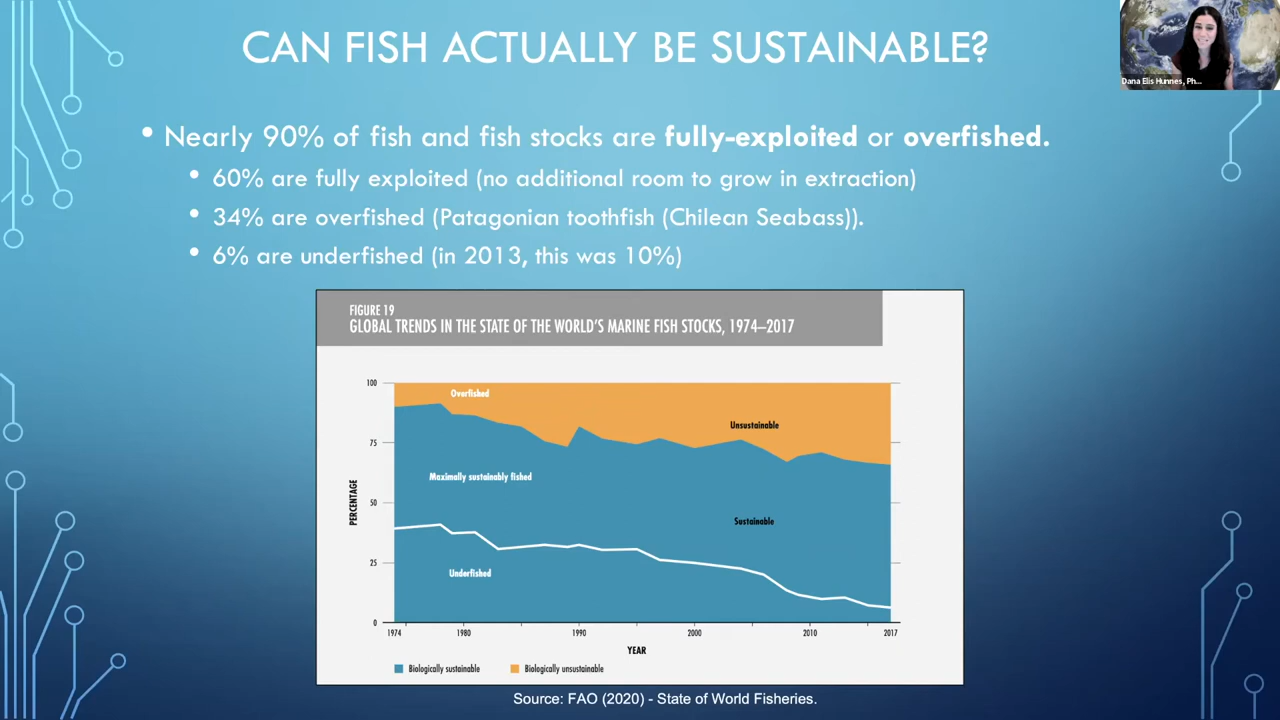 CAN FISH ACTUALLY BE SUSTAINABLE?
Dana Elis Hunnes, Ph...
• Nearly 90% of fish and fish stocks are fully-exploited or overfished.
• 60% are fully exploited (no additional room to grow in extraction)
• 34% are overfished (Patagonian toothfish (Chilean Seabass)).
• 6% are underfished (in 2013, this was 10%)
FIGURE 19
GLOBAL TRENDS IN THE STATE OF THE WORLD'S MARINE FISH STOCKS, 1974–2017
100
Overfished
Unsustainable
75
Maximally sustainably fished
PERCENTAGE
50
Sustainable
25
Underfished
0
1974 1980 1990 2000 2010 2017
YEAR
Biologically sustainable Biologically unsustainable
Source: FAO (2020) - State of World Fisheries.